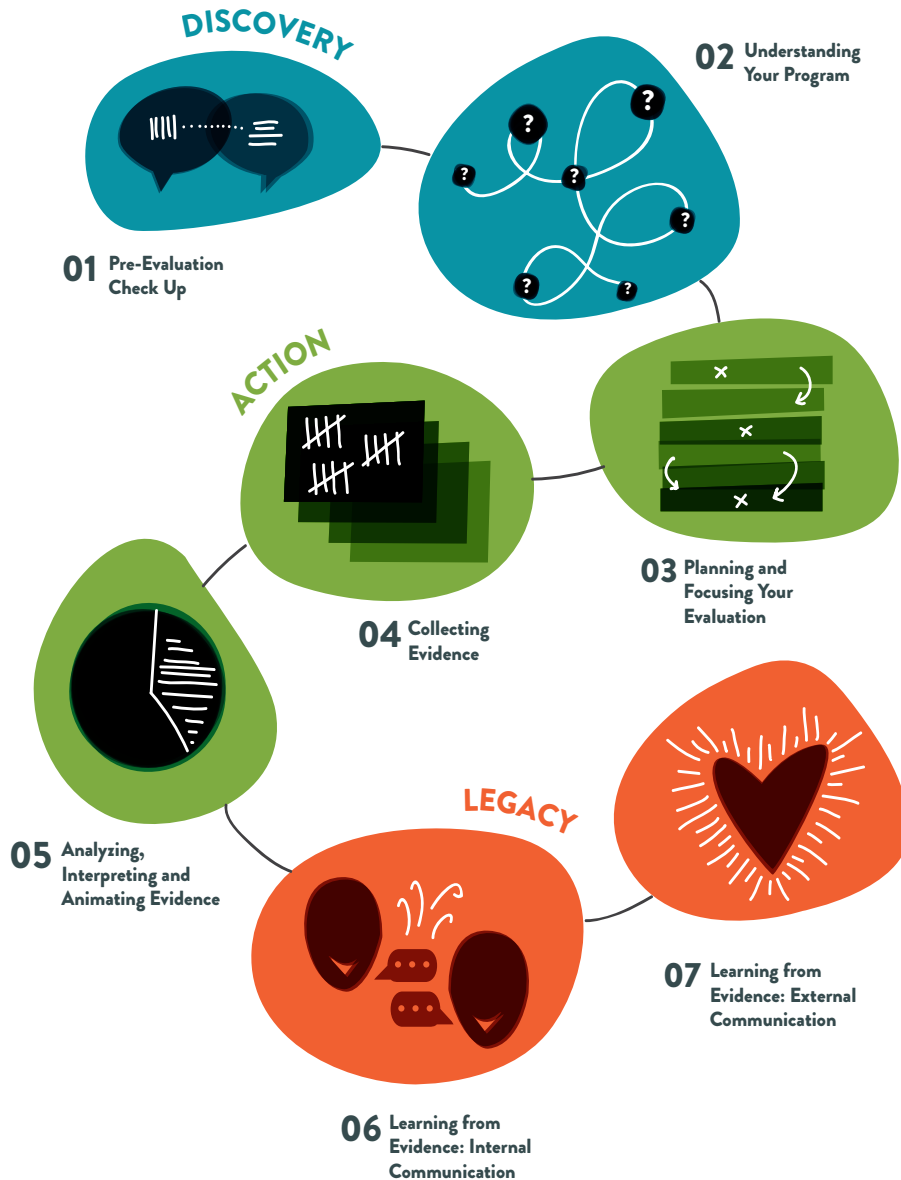 DISCOVERY
01 Pre-Evaluation
Check Up
02 Understanding
Your Program
? ? ? ? ? ? ?
ACTION
03 Planning and
Focusing Your
Evaluation
04 Collecting
Evidence
05 Analyzing,
Interpreting and
Animating Evidence
LEGACY
06 Learning from
Evidence: Internal
Communication
07 Learning from
Evidence: External
Communication